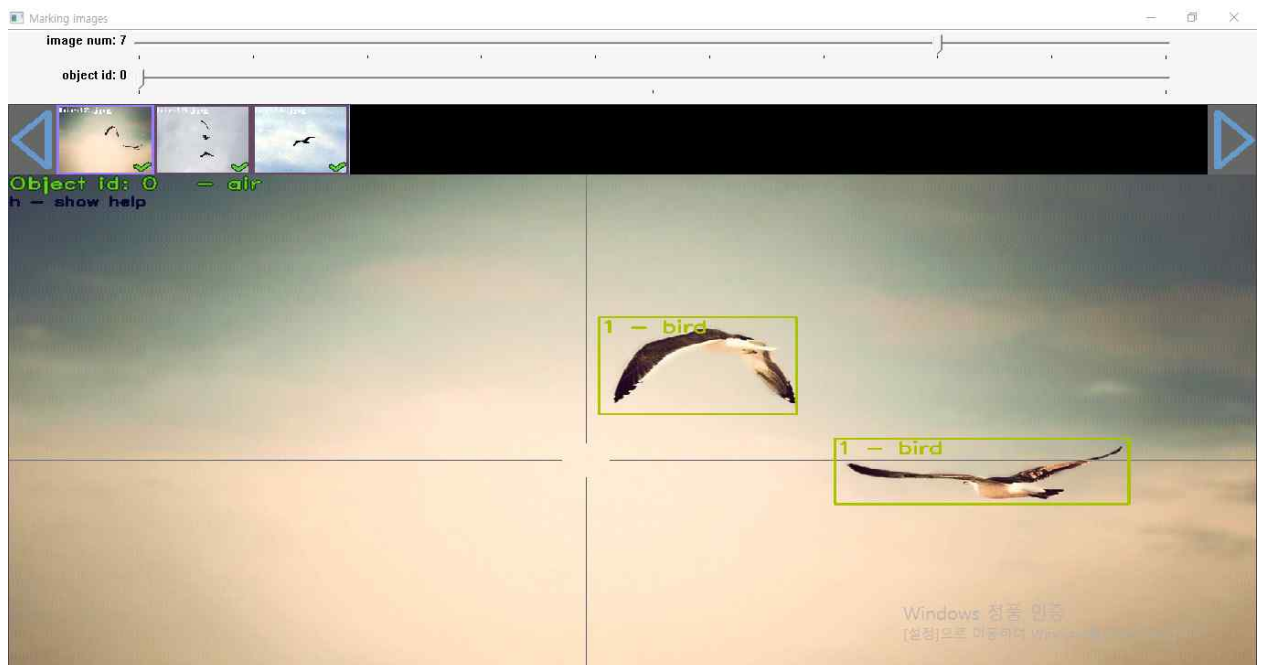 Marking images
image num: 7
object id: 0
Object id: 0 - air
h - show help
1 - bird
1 - bird
Windows 정품 인증
[설정]으로 이동하여